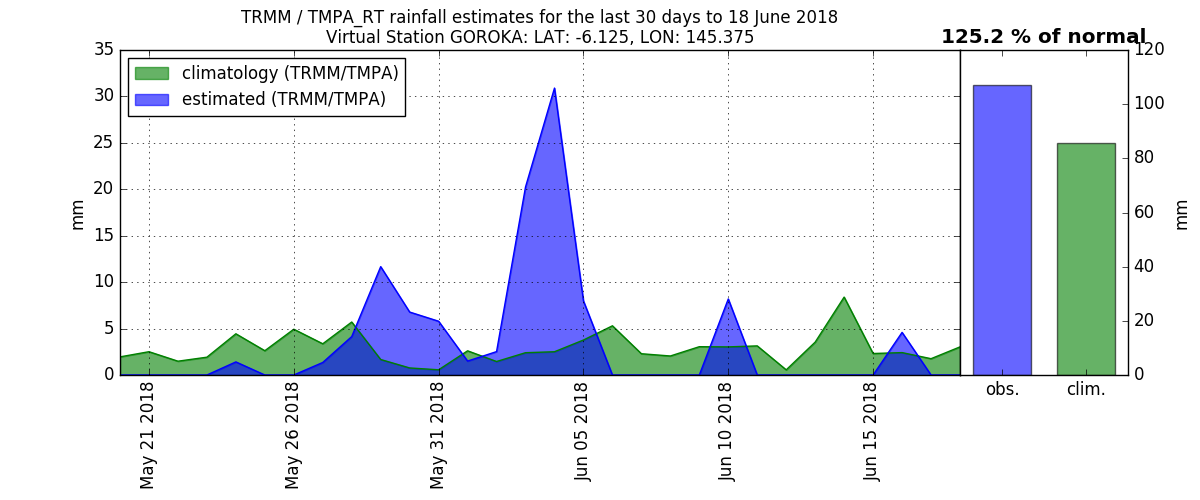 TRMM / TMPA_RT rainfall estimates for the last 30 days to 18 June 2018
Virtual Station GOROKA: LAT: -6.125, LON: 145.375
125.2 % of normal
climatology (TRMM/TMPA)
estimated (TRMM/TMPA)
mm
35
30
25
20
15
10
5
0
May 21 2018
May 26 2018
May 31 2018
Jun 05 2018
Jun 10 2018
Jun 15 2018
obs.
clim.
120
100
80
60
40
20
0
mm